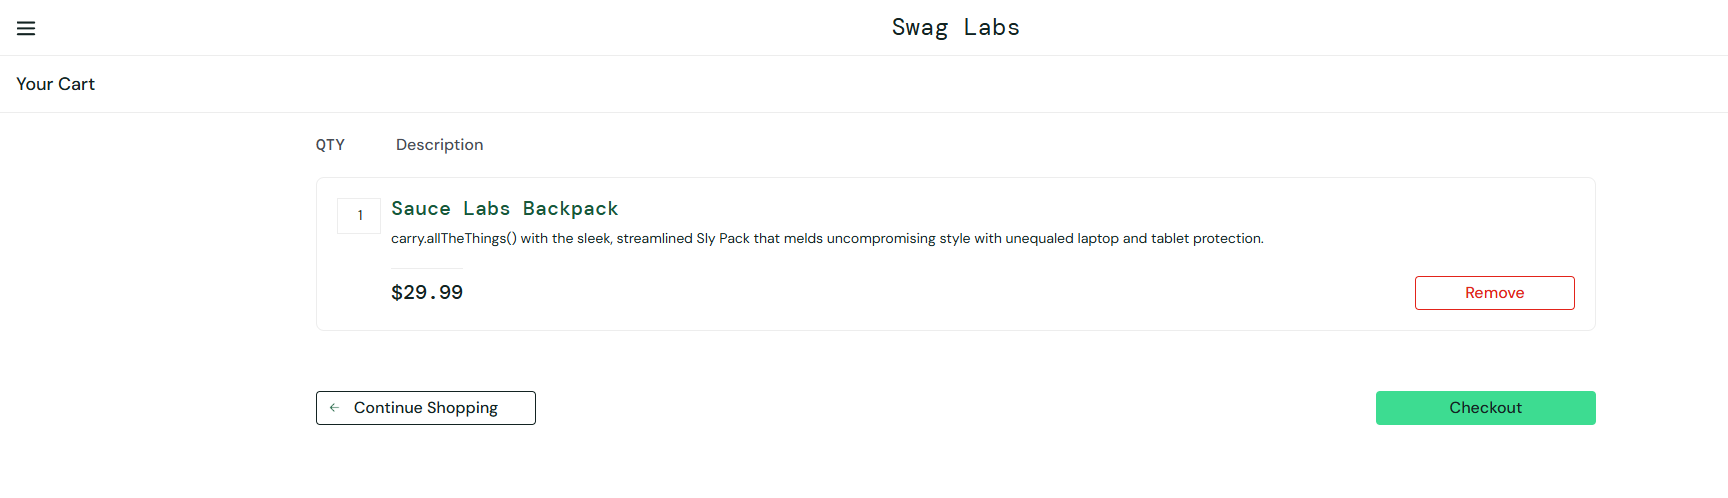 Swag Labs
Your Cart
QTY Description
1 Sauce Labs Backpack
carry.allTheThings() with the sleek, streamlined Sly Pack that melds uncompromising style with unequaled laptop and tablet protection.
$29.99 Remove
← Continue Shopping Checkout